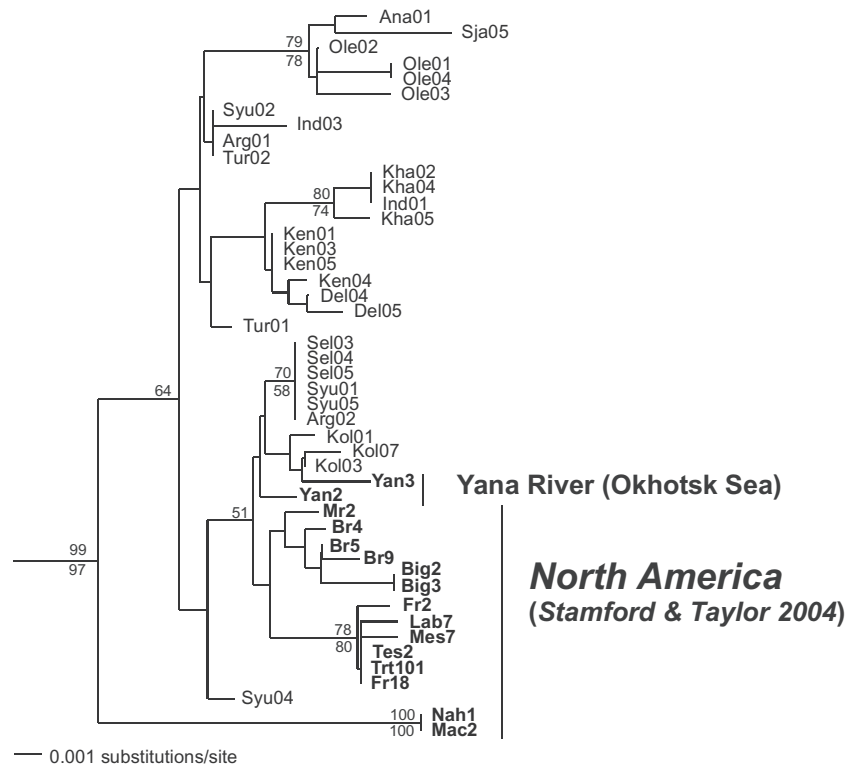 Ana01
Sja05
79
78
Ole02
Ole01
Ole04
Ole03
Syu02
Ind03
Arg01
Tur02
Kha02
Kha04
80
74
Ind01
Kha05
Ken01
Ken03
Ken05
Ken04
Del04
Del05
Tur01
Sel03
Sel04
70
58
Sel05
Syu01
Syu05
Arg02
64
Kol01
Kol07
Kol03
Yan3
Yana River (Okhotsk Sea)
Yan2
51
Mr2
Br4
Br5
Br9
99
97
Big2
Big3
North America
(Stamford & Taylor 2004)
Fr2
Lab7
78
80
Mes7
Tes2
Trt101
Fr18
Syu04
100
100
Nah1
Mac2
0.001 substitutions/site